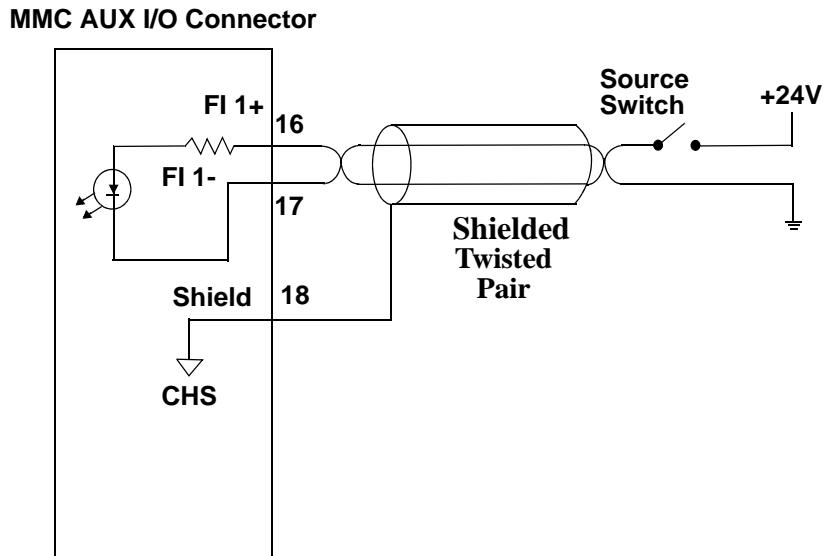 MMC AUX I/O Connector
Source
Switch
+24V
FI 1+
16
FI 1-
17
Shielded
Twisted
Pair
Shield
18
CHS